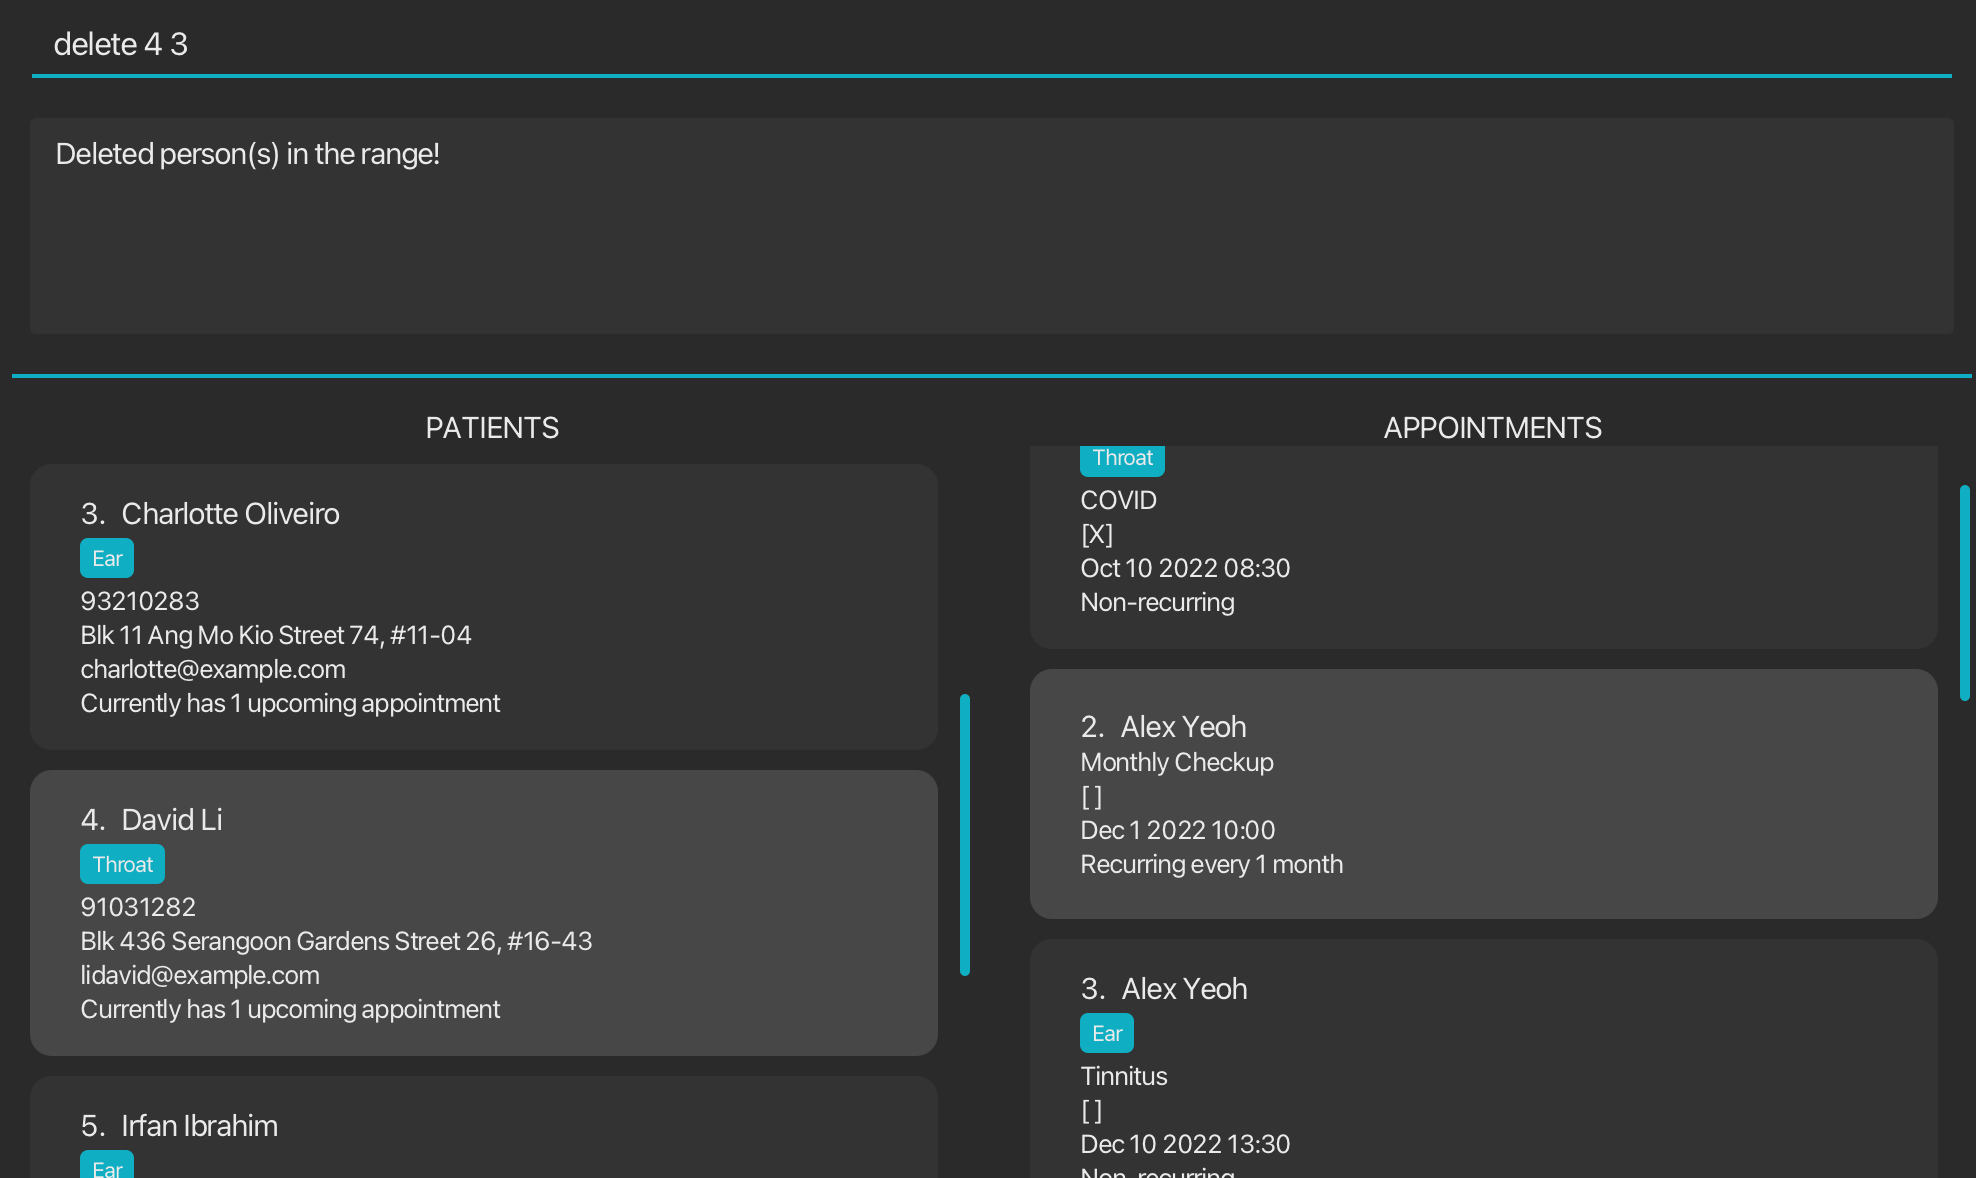 delete 4 3
Deleted person(s) in the range!
PATIENTS
3. Charlotte Oliveiro
Ear
93210283
Blk 11 Ang Mo Kio Street 74, #11-04
charlotte@example.com
Currently has 1 upcoming appointment
4. David Li
Throat
91031282
Blk 436 Serangoon Gardens Street 26, #16-43
lidavid@example.com
Currently has 1 upcoming appointment
5. Irfan Ibrahim
Ear
APPOINTMENTS
Throat
COVID
[X]
Oct 10 2022 08:30
Non-recurring
2. Alex Yeoh
Monthly Checkup
[ ]
Dec 1 2022 10:00
Recurring every 1 month
3. Alex Yeoh
Ear
Tinnitus
[ ]
Dec 10 2022 13:30
Non-recurring